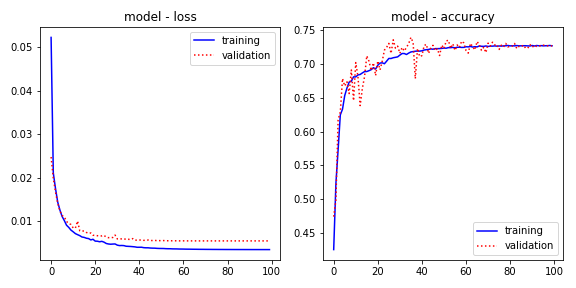 model - loss
0.05
0.04
0.03
0.02
0.01
0 20 40 60 80 100
training
validation
model - accuracy
0.75
0.70
0.65
0.60
0.55
0.50
0.45
0 20 40 60 80 100
training
validation